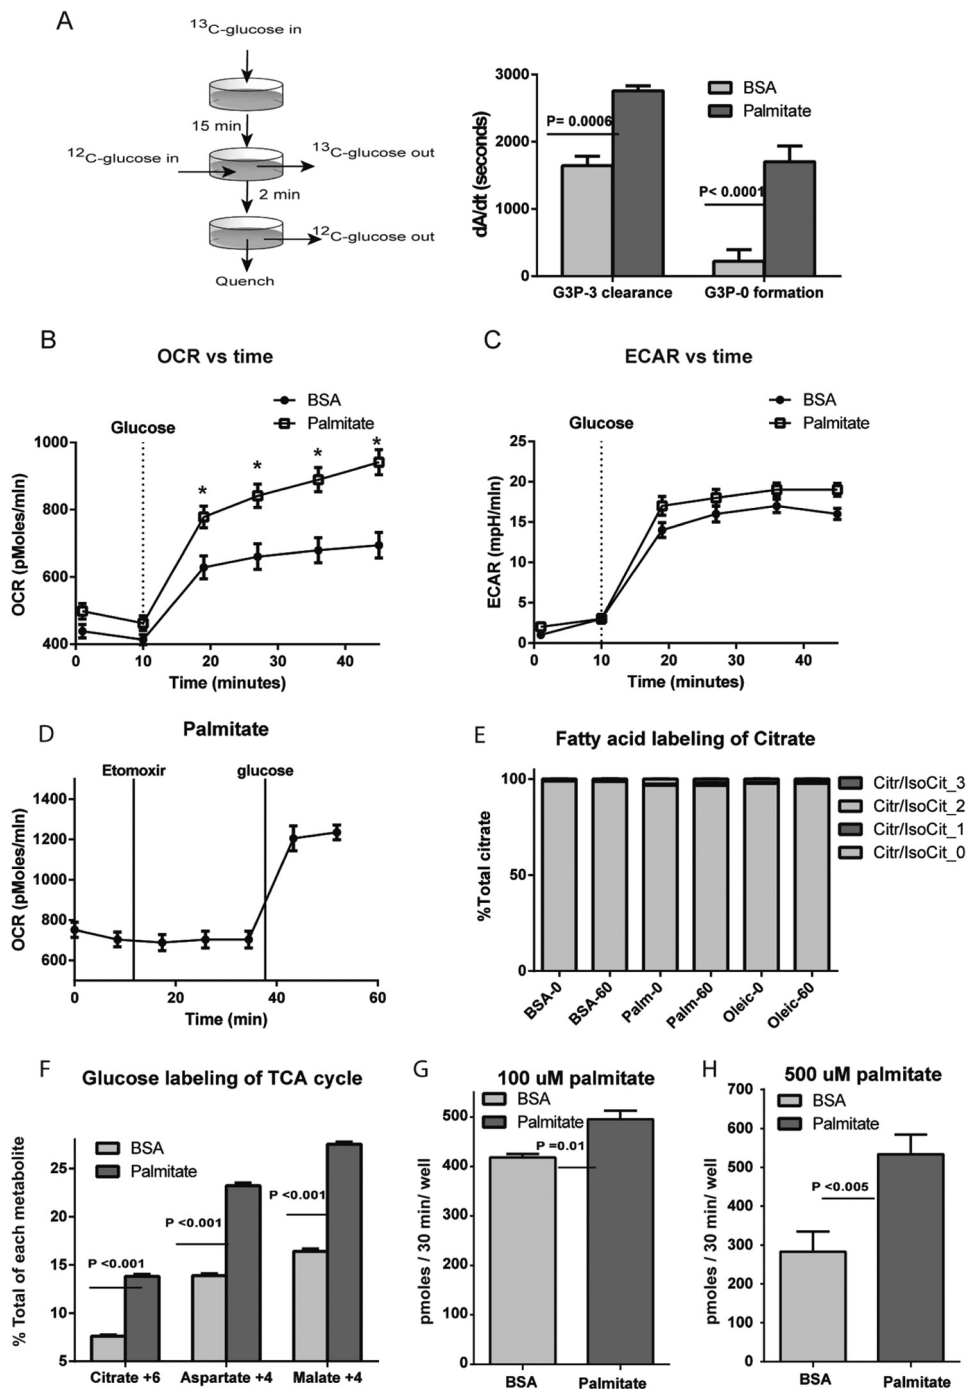 A
13C-glucose in
15 min
12C-glucose in
13C-glucose out
2 min
12C-glucose out
Quench
dA/dt (seconds)
3000
2000
1000
0
BSA
Palmitate
P= 0.0006
P< 0.0001
G3P-3 clearance
G3P-0 formation
B
OCR vs time
BSA
Palmitate
Glucose
OCR (pMoles/min)
1000
800
600
400
* * * *
0 10 20 30 40
Time (minutes)
C
ECAR vs time
BSA
Palmitate
Glucose
ECAR (mpH/min)
25
20
15
10
5
0
0 10 20 30 40
Time (minutes)
D
Palmitate
Etomoxir
glucose
OCR (pMoles/min)
1400
1200
1000
800
600
0 20 40 60
Time (min)
E
Fatty acid labeling of Citrate
%Total citrate
100
50
0
Citr/IsoCit_3
Citr/IsoCit_2
Citr/IsoCit_1
Citr/IsoCit_0
BSA-0
BSA-60
Palm-0
Palm-60
Oleic-0
Oleic-60
F
Glucose labeling of TCA cycle
% Total of each metabolite
25
20
15
10
5
BSA
Palmitate
P <0.001
P <0.001
P <0.001
Citrate +6
Aspartate +4
Malate +4
G
100 uM palmitate
BSA
Palmitate
P =0.01
pmoles / 30 min/ well
500
400
300
200
100
0
BSA
Palmitate
H
500 uM palmitate
BSA
Palmitate
P <0.005
pmoles / 30 min/ well
700
600
500
400
300
200
100
0
BSA
Palmitate